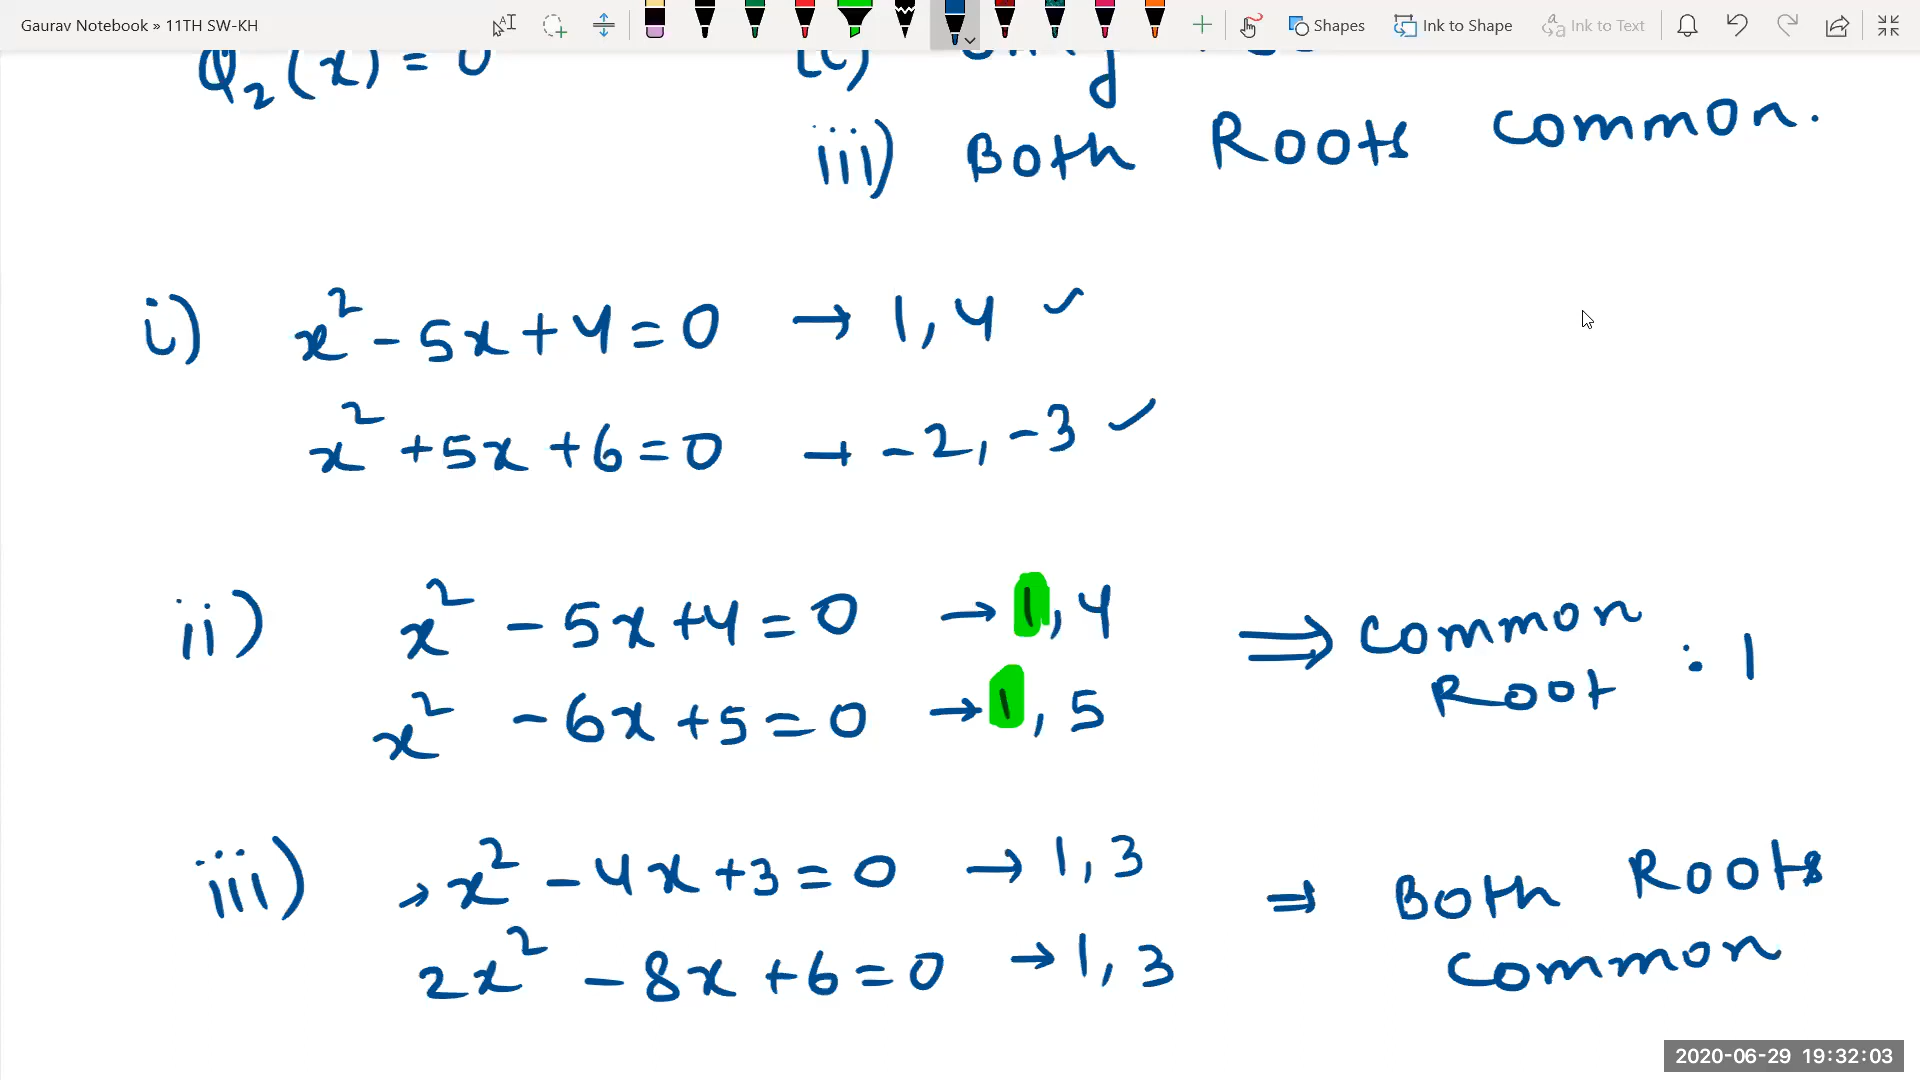 Gaurav Notebook » 11TH SW-KH
Shapes
Ink to Shape
Ink to Text
Q₂(x) = 0
iii) Both Roots common.
i) x² - 5x + 4 = 0 → 1, 4 ✓
x² + 5x + 6 = 0 → -2, -3 ✓
ii) x² - 5x + 4 = 0 → 1, 4 ⇒ common
x² - 6x + 5 = 0 → 1, 5 Root : 1
iii) → x² - 4x + 3 = 0 → 1, 3 ⇒ Both Roots
2x² - 8x + 6 = 0 → 1, 3 common
2020-06-29 19:32:03